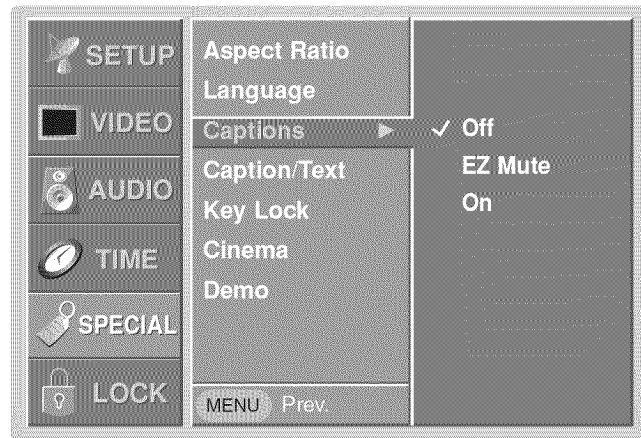 SETUP
VIDEO
AUDIO
TIME
SPECIAL
LOCK
Aspect Ratio
Language
Captions
Caption/Text
Key Lock
Cinema
Demo
MENU Prev.
Off
EZ Mute
On